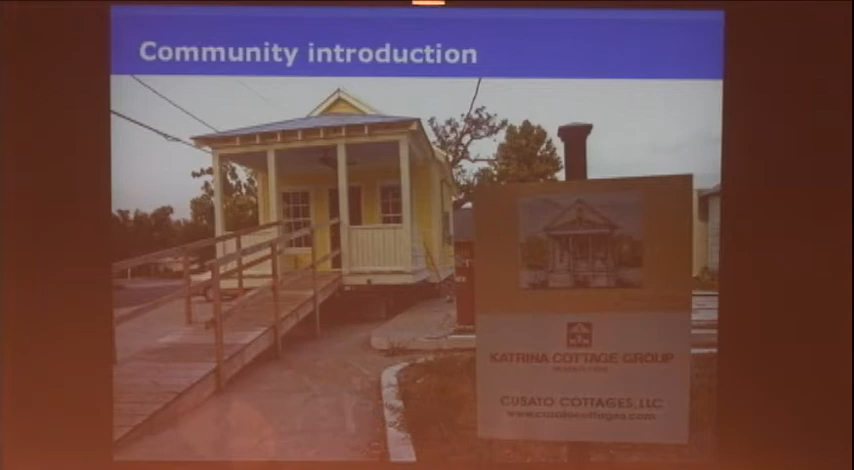 Community introduction
KATRINA COTTAGE GROUP
CUSATO COTTAGES, LLC
www.cusatocottages.com